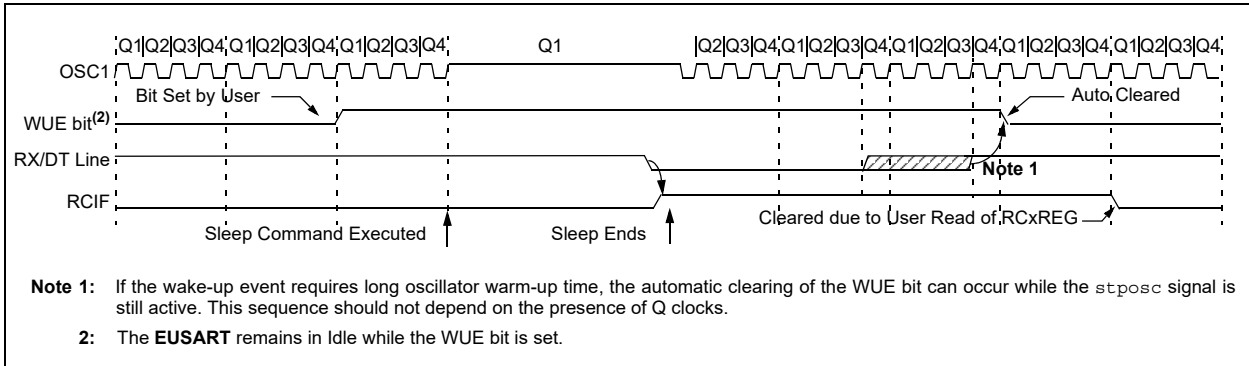 Q1 Q2 Q3 Q4 Q1 Q2 Q3 Q4 Q1 Q2 Q3 Q4 Q1 Q2 Q3 Q4 Q1 Q2 Q3 Q4 Q1 Q2 Q3 Q4 Q1 Q2 Q3 Q4 Q1 Q2 Q3 Q4
OSC1
Bit Set by User
Auto Cleared
WUE bit(2)
RX/DT Line
Note 1
RCIF
Cleared due to User Read of RCxREG
Sleep Command Executed
Sleep Ends
Note 1: If the wake-up event requires long oscillator warm-up time, the automatic clearing of the WUE bit can occur while the stposc signal is
still active. This sequence should not depend on the presence of Q clocks.
2: The EUSART remains in Idle while the WUE bit is set.